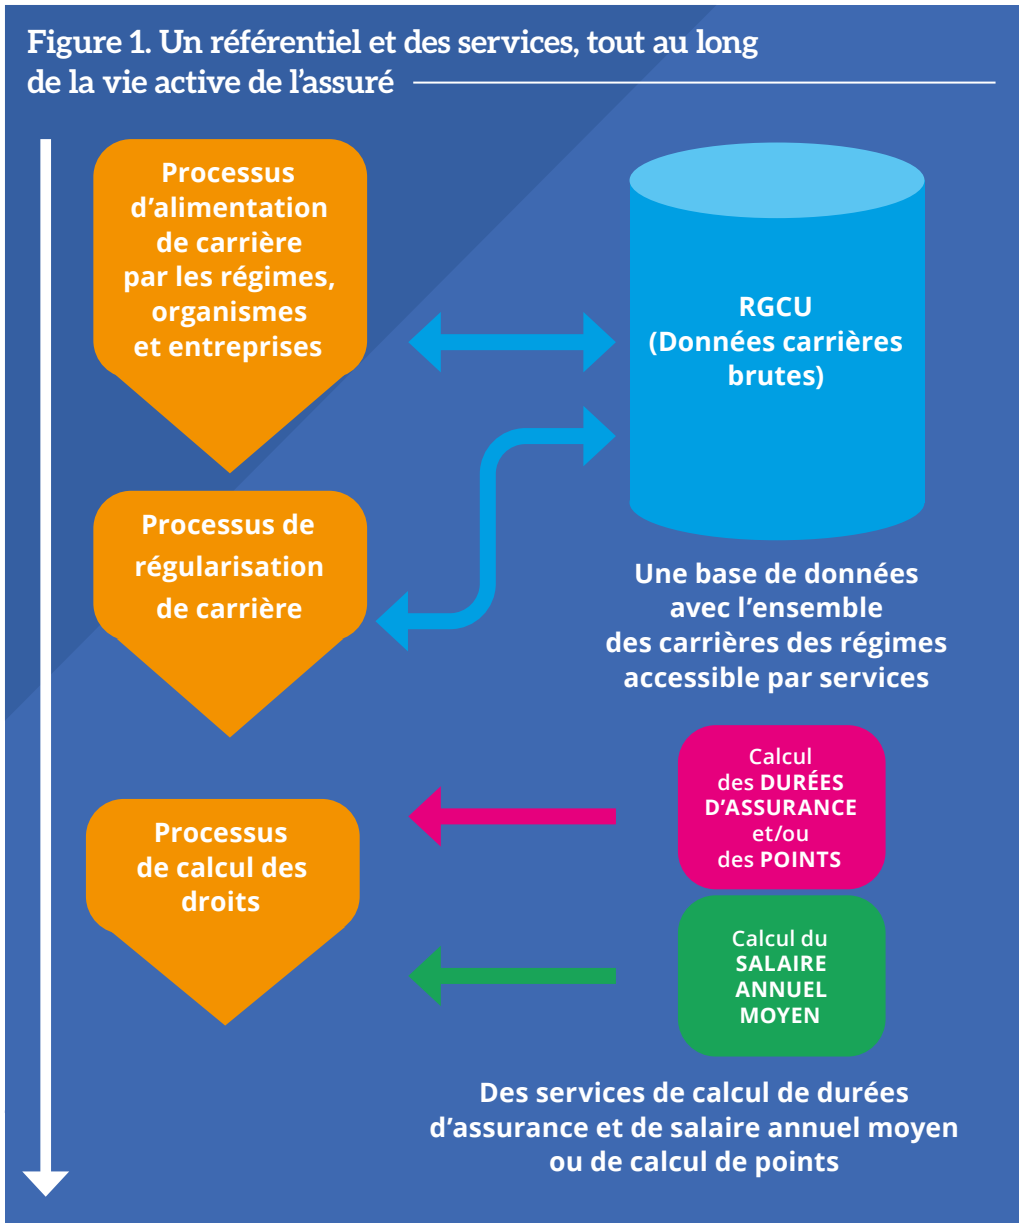 Figure 1. Un référentiel et des services, tout au long
de la vie active de l’assuré
Processus
d’alimentation
de carrière
par les régimes,
organismes
et entreprises
RGCU
(Données carrières
brutes)
Processus de
régularisation
de carrière
Une base de données
avec l’ensemble
des carrières des régimes
accessible par services
Processus
de calcul des
droits
Calcul
des DURÉES
D’ASSURANCE
et/ou
des POINTS
Calcul du
SALAIRE
ANNUEL
MOYEN
Des services de calcul de durées
d’assurance et de salaire annuel moyen
ou de calcul de points